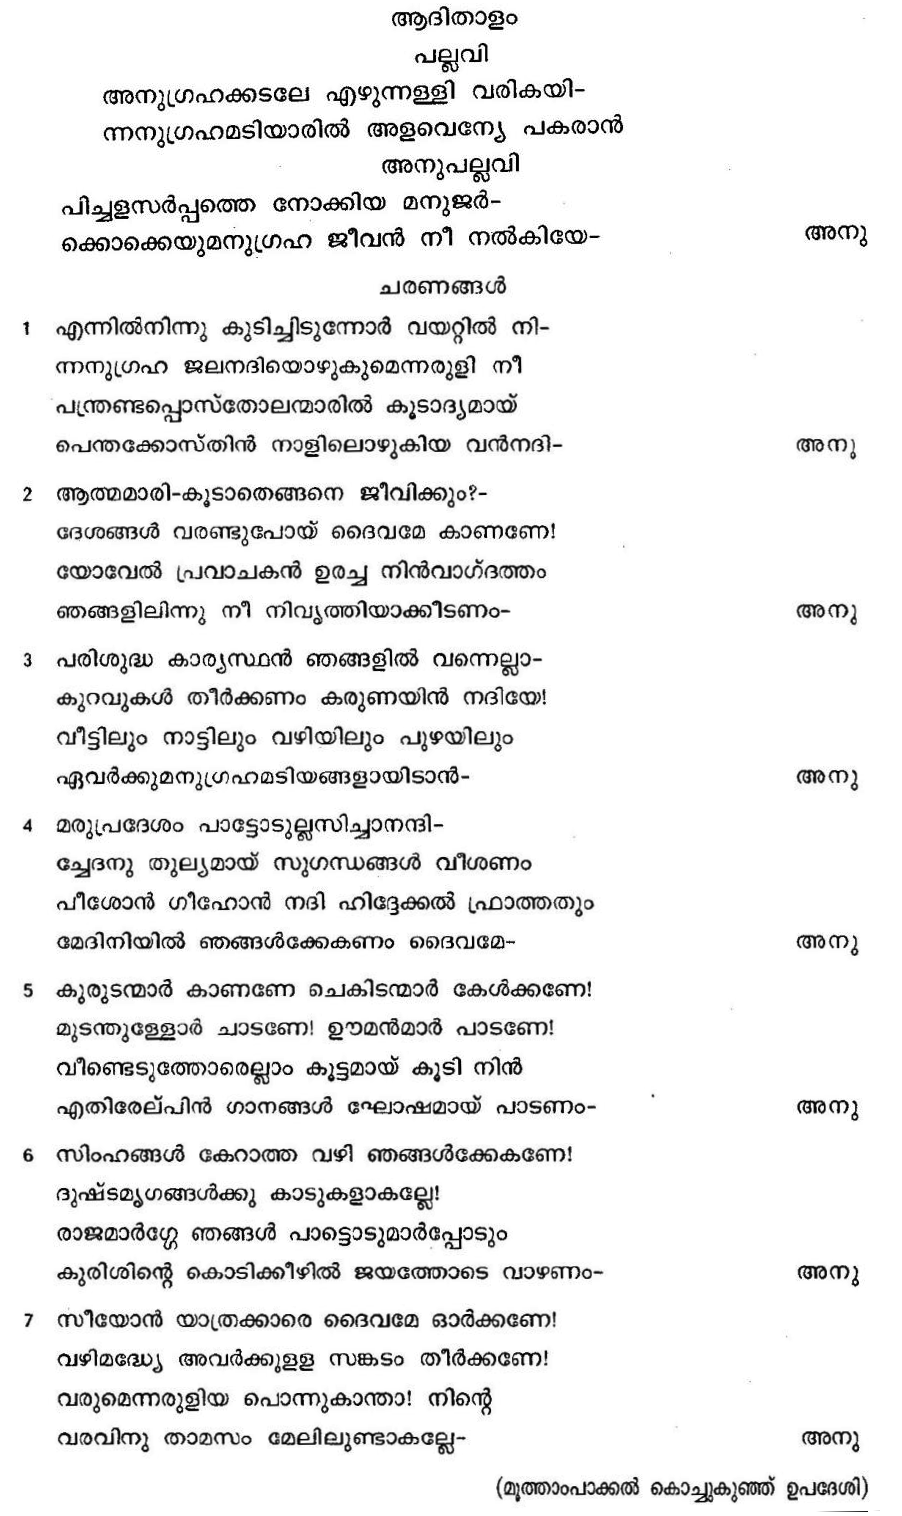 ആദിതാളം
പല്ലവി
അനുഗ്രഹക്കടലേ എഴുന്നള്ളി വരികയി-
ന്നനുഗ്രഹമടിയാരിൽ അളവെന്യേ പകരാൻ
അനുപല്ലവി
പിച്ചളസർപ്പത്തെ നോക്കിയ മനുജർ-
ക്കൊക്കെയുമനുഗ്രഹ ജീവൻ നീ നൽകിയേ- അനു
ചരണങ്ങൾ
1 എന്നിൽനിന്നു കുടിച്ചിടുന്നോർ വയറ്റിൽ നി-
ന്നനുഗ്രഹ ജലനദിയൊഴുകുമെന്നരുളി നീ
പന്ത്രണ്ടപ്പൊസ്തോലന്മാരിൽ കൂടാദ്യമായ്
പെന്തക്കോസ്തിൻ നാളിലൊഴുകിയ വൻനദി- അനു
2 ആത്മമാരി-കൂടാതെങ്ങനെ ജീവിക്കും?-
ദേശങ്ങൾ വരണ്ടുപോയ് ദൈവമേ കാണണേ!
യോവേൽ പ്രവാചകൻ ഉരച്ച നിൻവാഗ്ദത്തം
ഞങ്ങളിലിന്നു നീ നിവൃത്തിയാക്കീടണം- അനു
3 പരിശുദ്ധ കാര്യസ്ഥൻ ഞങ്ങളിൽ വന്നെല്ലാ-
കുറവുകൾ തീർക്കണം കരുണയിൻ നദിയേ!
വീട്ടിലും നാട്ടിലും വഴിയിലും പുഴയിലും
ഏവർക്കുമനുഗ്രഹമടിയങ്ങളായിടാൻ- അനു
4 മരുപ്രദേശം പാട്ടോടുല്ലസിച്ചാനന്ദി-
ച്ചേദനു തുല്യമായ് സുഗന്ധങ്ങൾ വീശണം
പീശോൻ ഗീഹോൻ നദി ഹിദ്ദേക്കൽ ഫ്രാത്തതും
മേദിനിയിൽ ഞങ്ങൾക്കേകണം ദൈവമേ- അനു
5 കുരുടന്മാർ കാണണേ ചെകിടന്മാർ കേൾക്കണേ!
മുടന്തുള്ളോർ ചാടണേ! ഊമൻമാർ പാടണേ!
വീണ്ടെടുത്തോരെല്ലാം കൂട്ടമായ് കൂടി നിൻ
എതിരേല്പിൻ ഗാനങ്ങൾ ഘോഷമായ് പാടണം- അനു
6 സിംഹങ്ങൾ കേറാത്ത വഴി ഞങ്ങൾക്കേകണേ!
ദുഷ്ടമൃഗങ്ങൾക്കു കാടുകളാകല്ലേ!
രാജമാർഗ്ഗേ ഞങ്ങൾ പാട്ടൊടുമാർപ്പോടും
കുരിശിന്റെ കൊടിക്കീഴിൽ ജയത്തോടെ വാഴണം- അനു
7 സീയോൻ യാത്രക്കാരെ ദൈവമേ ഓർക്കണേ!
വഴിമദ്ധ്യേ അവർക്കുളള സങ്കടം തീർക്കണേ!
വരുമെന്നരുളിയ പൊന്നുകാന്താ! നിന്റെ
വരവിനു താമസം മേലിലുണ്ടാകല്ലേ- അനു
(മൂത്താംപാക്കൽ കൊച്ചുകുഞ്ഞ് ഉപദേശി)